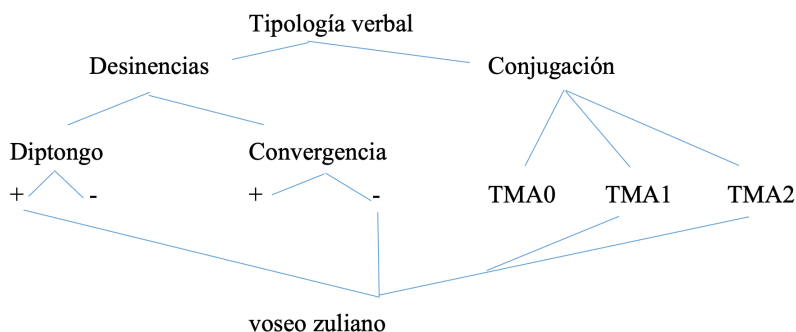 Tipología verbal
Desinencias Conjugación
Diptongo Convergencia
+ - + - TMA0 TMA1 TMA2
voseo zuliano